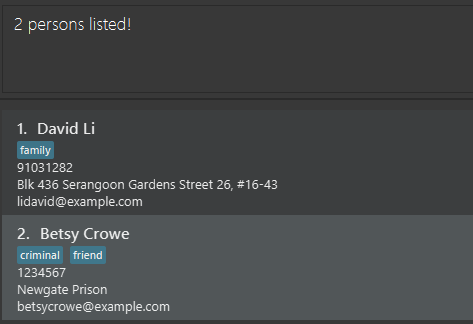 2 persons listed!
1. David Li
family
91031282
Blk 436 Serangoon Gardens Street 26, #16-43
lidavid@example.com
2. Betsy Crowe
criminal friend
1234567
Newgate Prison
betsycrowe@example.com